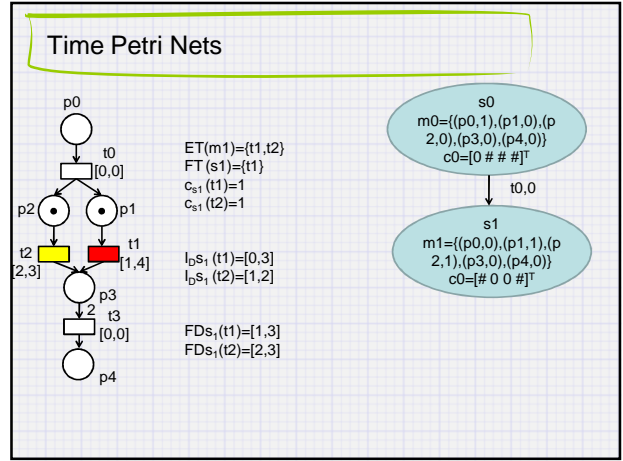 Time Petri Nets
p0
t0
[0,0]
p2
p1
t2
[2,3]
t1
[1,4]
p3
2
t3
[0,0]
p4
ET(m1)={t1,t2}
FT (s1)={t1}
c_s1 (t1)=1
c_s1 (t2)=1
I_Ds₁ (t1)=[0,3]
I_Ds₁ (t2)=[1,2]
FDs₁(t1)=[1,3]
FDs₁(t2)=[2,3]
s0
m0={(p0,1),(p1,0),(p
2,0),(p3,0),(p4,0)}
c0=[0 # # #]ᵀ
t0,0
s1
m1={(p0,0),(p1,1),(p
2,1),(p3,0),(p4,0)}
c0=[# 0 0 #]ᵀ